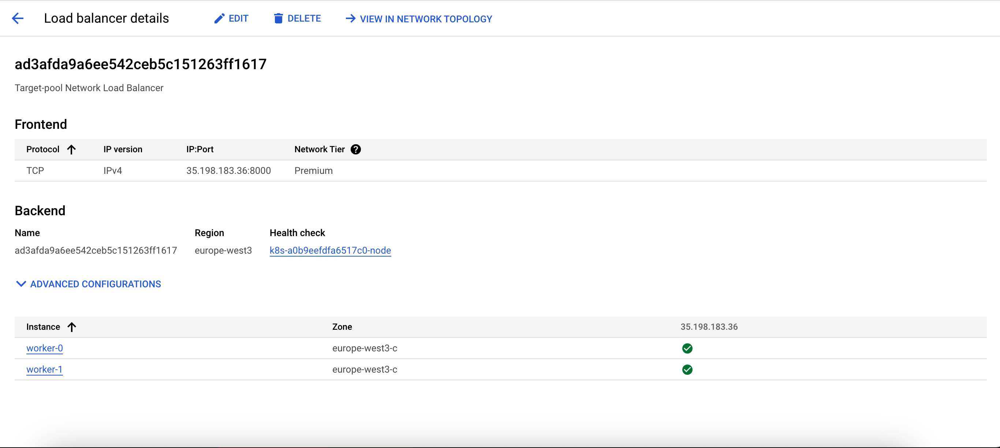 Load balancer details EDIT DELETE VIEW IN NETWORK TOPOLOGY
ad3afda9a6ee542ceb5c151263ff1617
Target-pool Network Load Balancer
Frontend
Protocol IP version IP:Port Network Tier
TCP IPv4 35.198.183.36:8000 Premium
Backend
Name Region Health check
ad3afda9a6ee542ceb5c151263ff1617 europe-west3 k8s-a0b9eefdfa6517c0-node
ADVANCED CONFIGURATIONS
Instance Zone 35.198.183.36
worker-0 europe-west3-c
worker-1 europe-west3-c